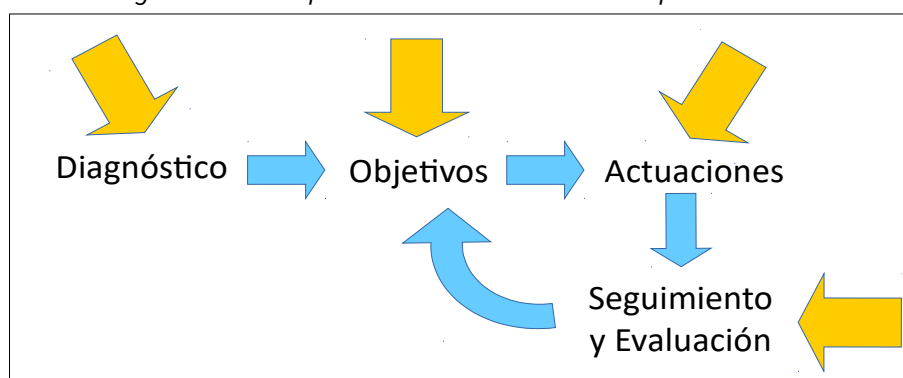 Diagnóstico
Objetivos
Actuaciones
Seguimiento
y Evaluación